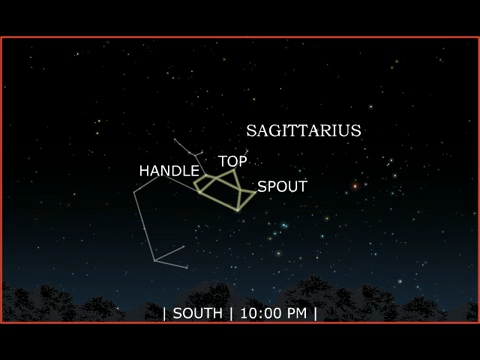 SAGITTARIUS
TOP
HANDLE
SPOUT
| SOUTH | 10:00 PM |